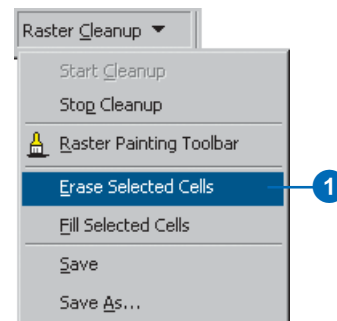 Raster Cleanup
Start Cleanup
Stop Cleanup
Raster Painting Toolbar
Erase Selected Cells
1
Fill Selected Cells
Save
Save As...